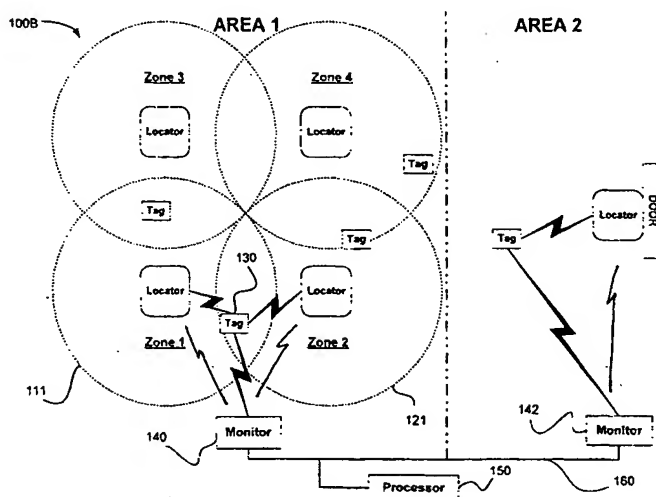 100B
AREA 1
AREA 2
Zone 3
Zone 4
Locator
Locator
Tag
Tag
Tag
Locator
DOOR
Tag
130
Locator
Locator
Tag
Zone 1
Zone 2
111
121
140
Monitor
142
Monitor
150
Processor
160